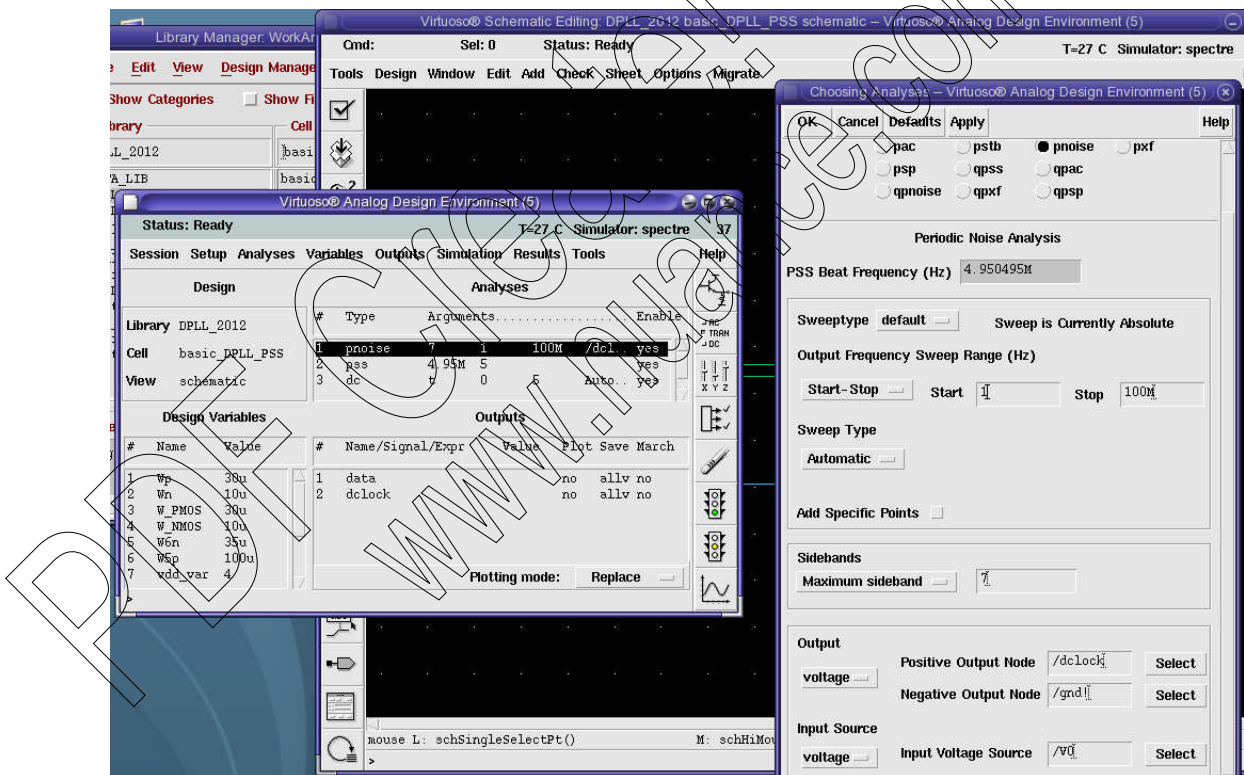 Virtuoso® Schematic Editing: DPLL_2012 basic_DPLL_PSS schematic – Virtuoso® Analog Design Environment (5)
Library Manager: WorkAr
Cmd: Sel: 0 Status: Ready T=27 C Simulator: spectre
Edit View Design Manage
Tools Design Window Edit Add Check Sheet Options Migrate
Show Categories Show Fi
brary Cell
LL_2012 basi
A_LIB basic
Virtuoso® Analog Design Environment (5)
Status: Ready T=27 C Simulator: spectre 37
Session Setup Analyses Variables Outputs Simulation Results Tools Help
Design Analyses
Library DPLL_2012
Cell basic_DPLL_PSS
View schematic
# Type Arguments..................... Enable
1 pnoise 7 1 100M /dcl.. yes
2 pss 4.95M 5 yes
3 dc t 0 5 Auto.. yes
Design Variables Outputs
# Name Value
1 Wp 30u
2 Wn 10u
3 W_PMOS 30u
4 W_NMOS 10u
5 W6n 35u
6 W5p 100u
7 vdd_var 4
# Name/Signal/Expr Value Plot Save March
1 data no allv no
2 dclock no allv no
Plotting mode: Replace
>
AC
TRAN
DC
X Y Z
mouse L: schSingleSelectPt() M: schHiMou
>
Choosing Analyses – Virtuoso® Analog Design Environment (5)
OK Cancel Defaults Apply Help
pac pstb pnoise pxf
psp qpss qpac
qpnoise qpxf qpsp
Periodic Noise Analysis
PSS Beat Frequency (Hz) 4.950495M
Sweeptype default Sweep is Currently Absolute
Output Frequency Sweep Range (Hz)
Start-Stop Start 1 Stop 100M
Sweep Type
Automatic
Add Specific Points
Sidebands
Maximum sideband 7
Output
voltage Positive Output Node /dclock Select
Negative Output Node /gnd! Select
Input Source
voltage Input Voltage Source /V0 Select